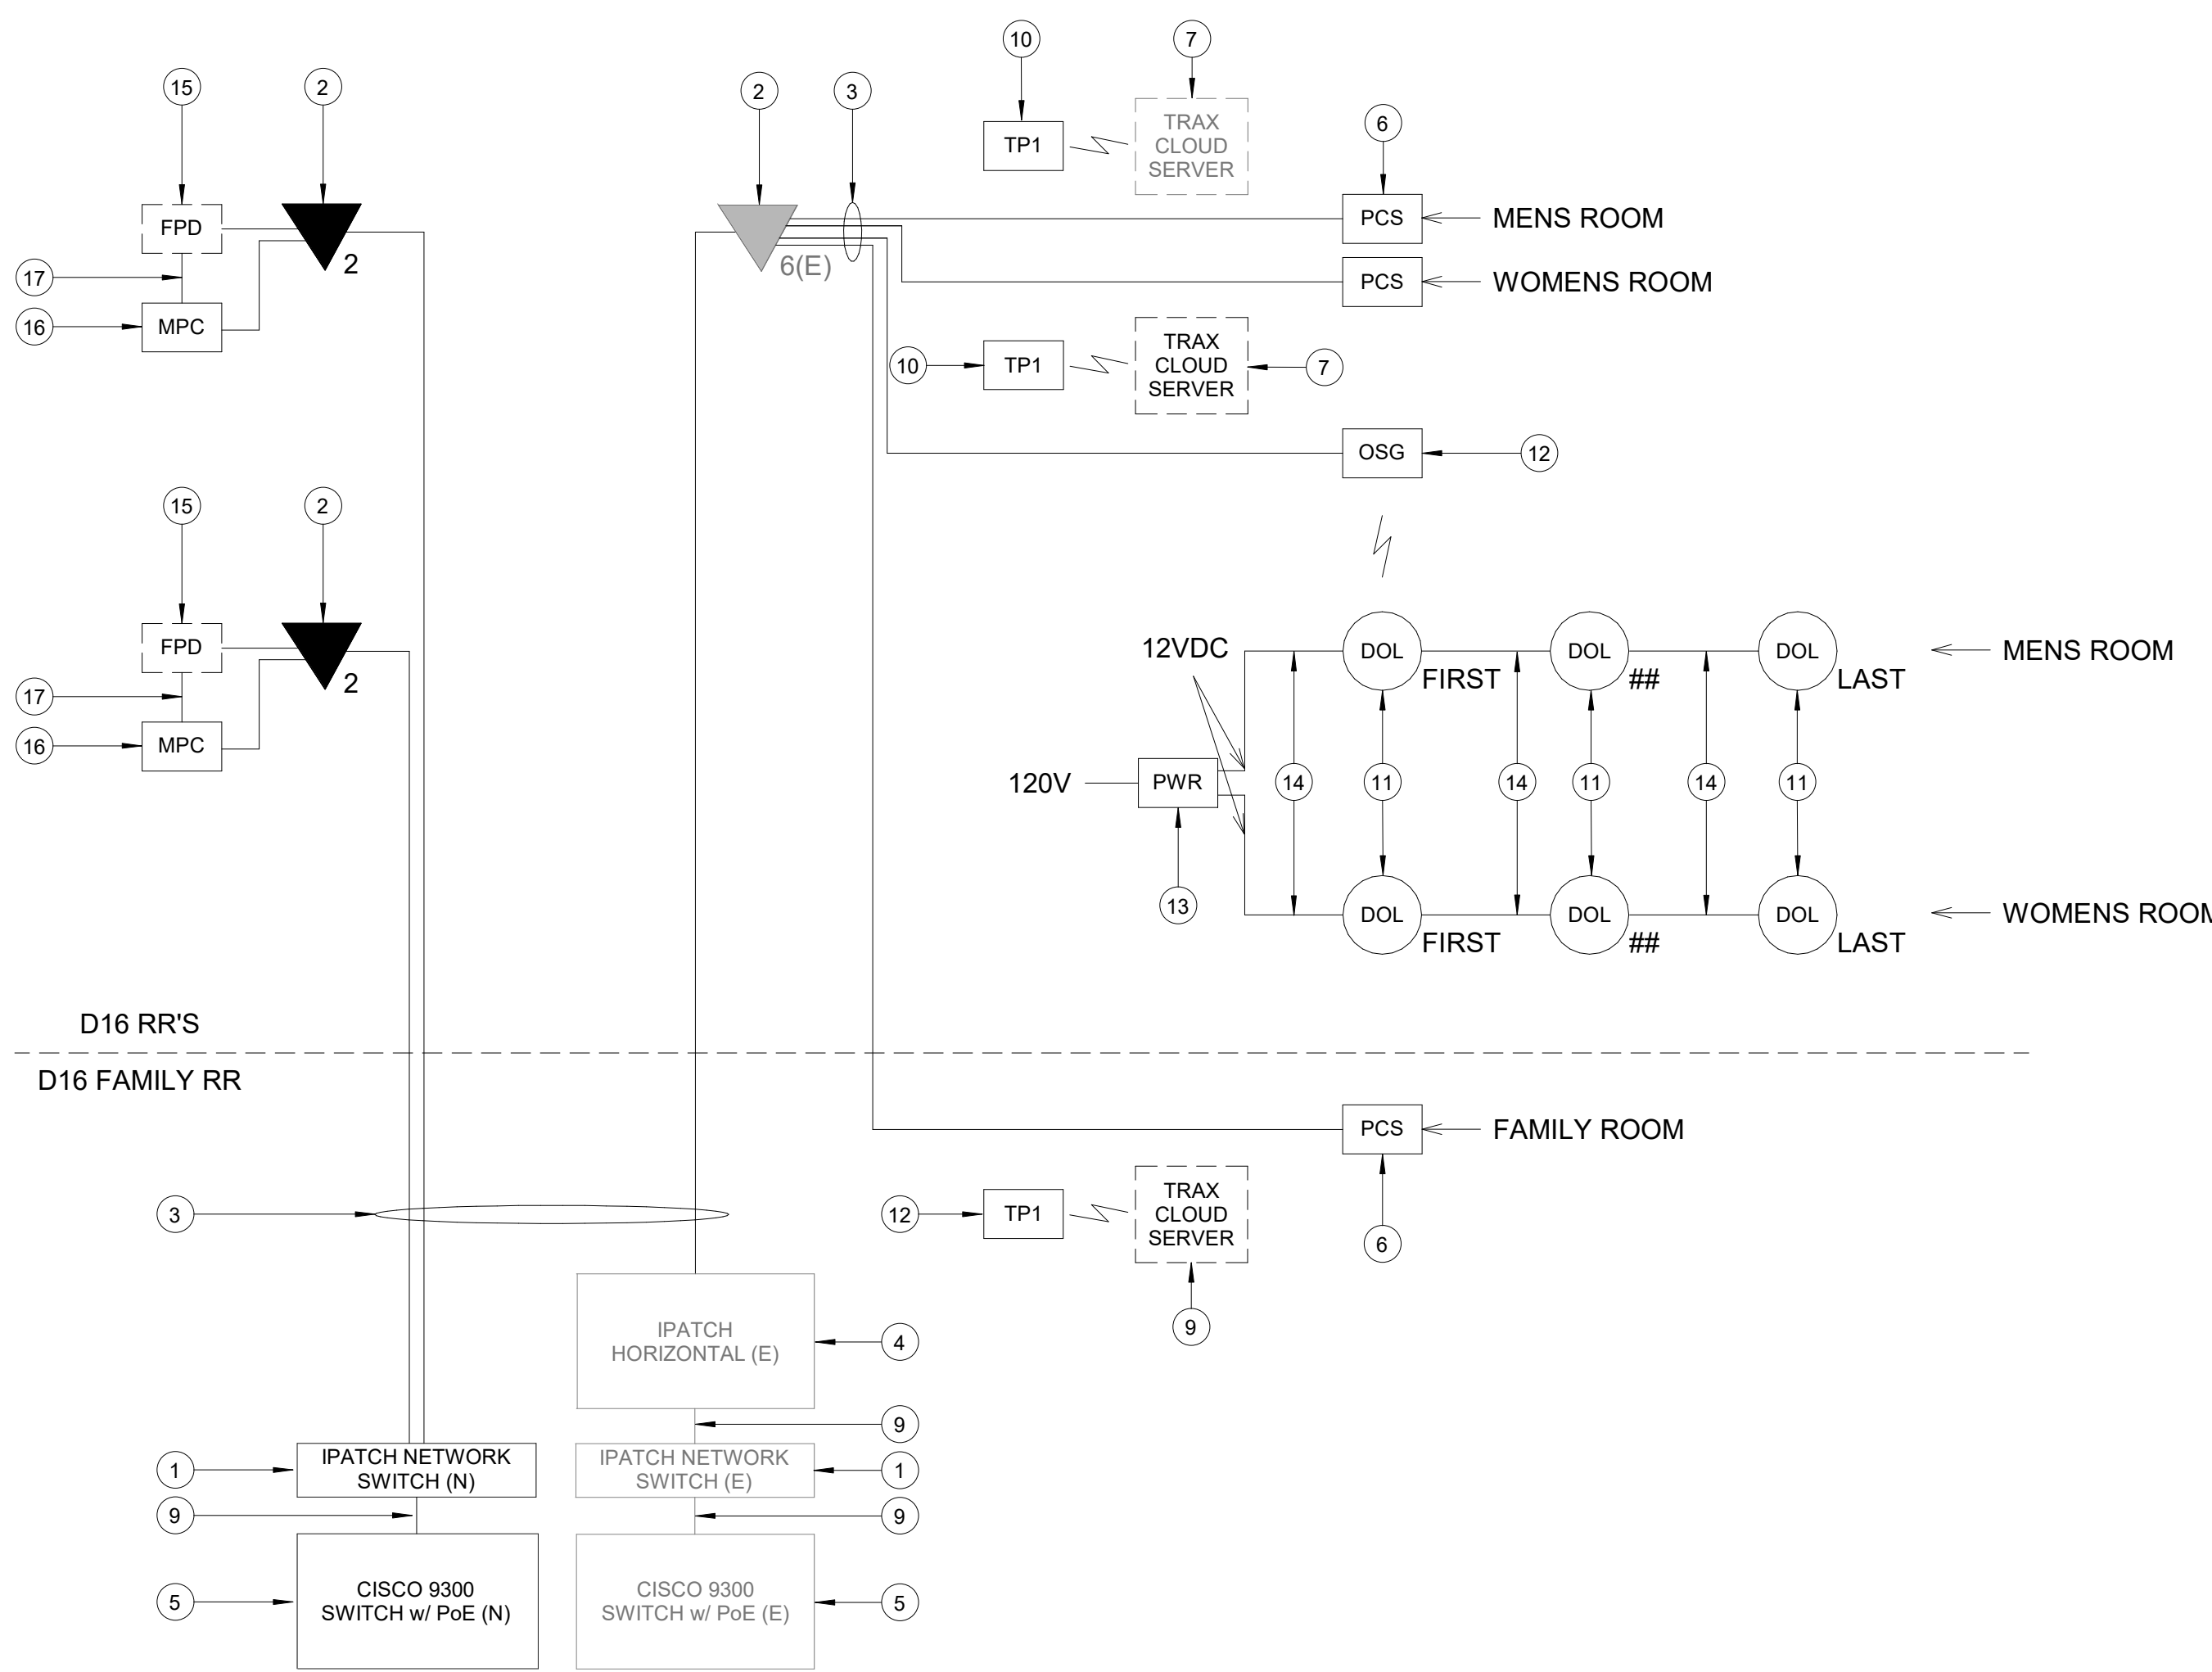 10
7
15
2
2
3
6
TP1
TRAX
CLOUD
SERVER
FPD
2
6(E)
PCS
MENS ROOM
17
16
MPC
PCS
WOMENS ROOM
10
TP1
TRAX
CLOUD
SERVER
7
OSG
12
15
2
FPD
2
17
16
MPC
12VDC
DOL
FIRST
DOL
##
DOL
LAST
MENS ROOM
120V
PWR
14
11
14
11
14
11
13
DOL
FIRST
DOL
##
DOL
LAST
WOMENS ROOM
D16 RR'S
D16 FAMILY RR
PCS
FAMILY ROOM
3
12
TP1
TRAX
CLOUD
SERVER
6
9
IPATCH
HORIZONTAL (E)
4
9
1
IPATCH NETWORK
SWITCH (N)
IPATCH NETWORK
SWITCH (E)
1
9
9
5
CISCO 9300
SWITCH w/ PoE (N)
CISCO 9300
SWITCH w/ PoE (E)
5